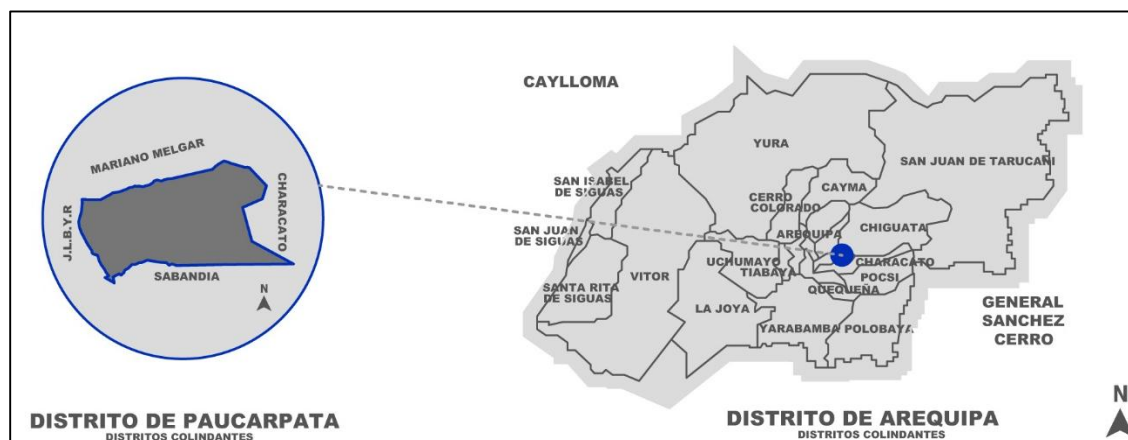 MARIANO MELGAR
J.L.B.Y.R
CHARACATO
SABANDIA
N
DISTRITO DE PAUCARPATA
DISTRITOS COLINDANTES
CAYLLOMA
YURA
SAN JUAN DE TARUCANI
SAN ISABEL
DE SIGUAS
CAYMA
CERRO
COLORADO
SAN JUAN
DE SIGUAS
AREQUIPA
CHIGUATA
UCHUMAYO
TIABAYA
CHARACATO
VITOR
POCSI
SANTA RITA
DE SIGUAS
QUEQUEÑA
LA JOYA
YARABAMBA
POLOBAYA
GENERAL
SANCHEZ
CERRO
DISTRITO DE AREQUIPA
DISTRITOS COLINDANTES
N